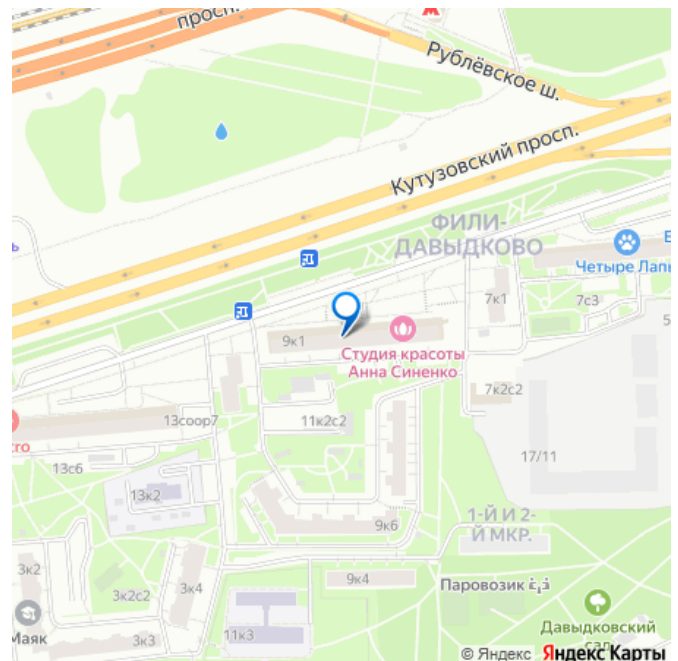 просп.
Рублёвское ш.
Кутузовский просп.
ФИЛИ-
ДАВЫДКОВО
Четыре Лапы
7к1
7с3
9к1
Студия красоты
Анна Синенко
7к2с2
13соор7
11к2с2
13с6
17/11
13к2
9к6
1-Й И 2-
Й МКР.
3к2
3к4
9к4
Паровозик
3к2с2
Маяк
3к3
11к3
Давыдковский
сад
© Яндекс Яндекс Карты